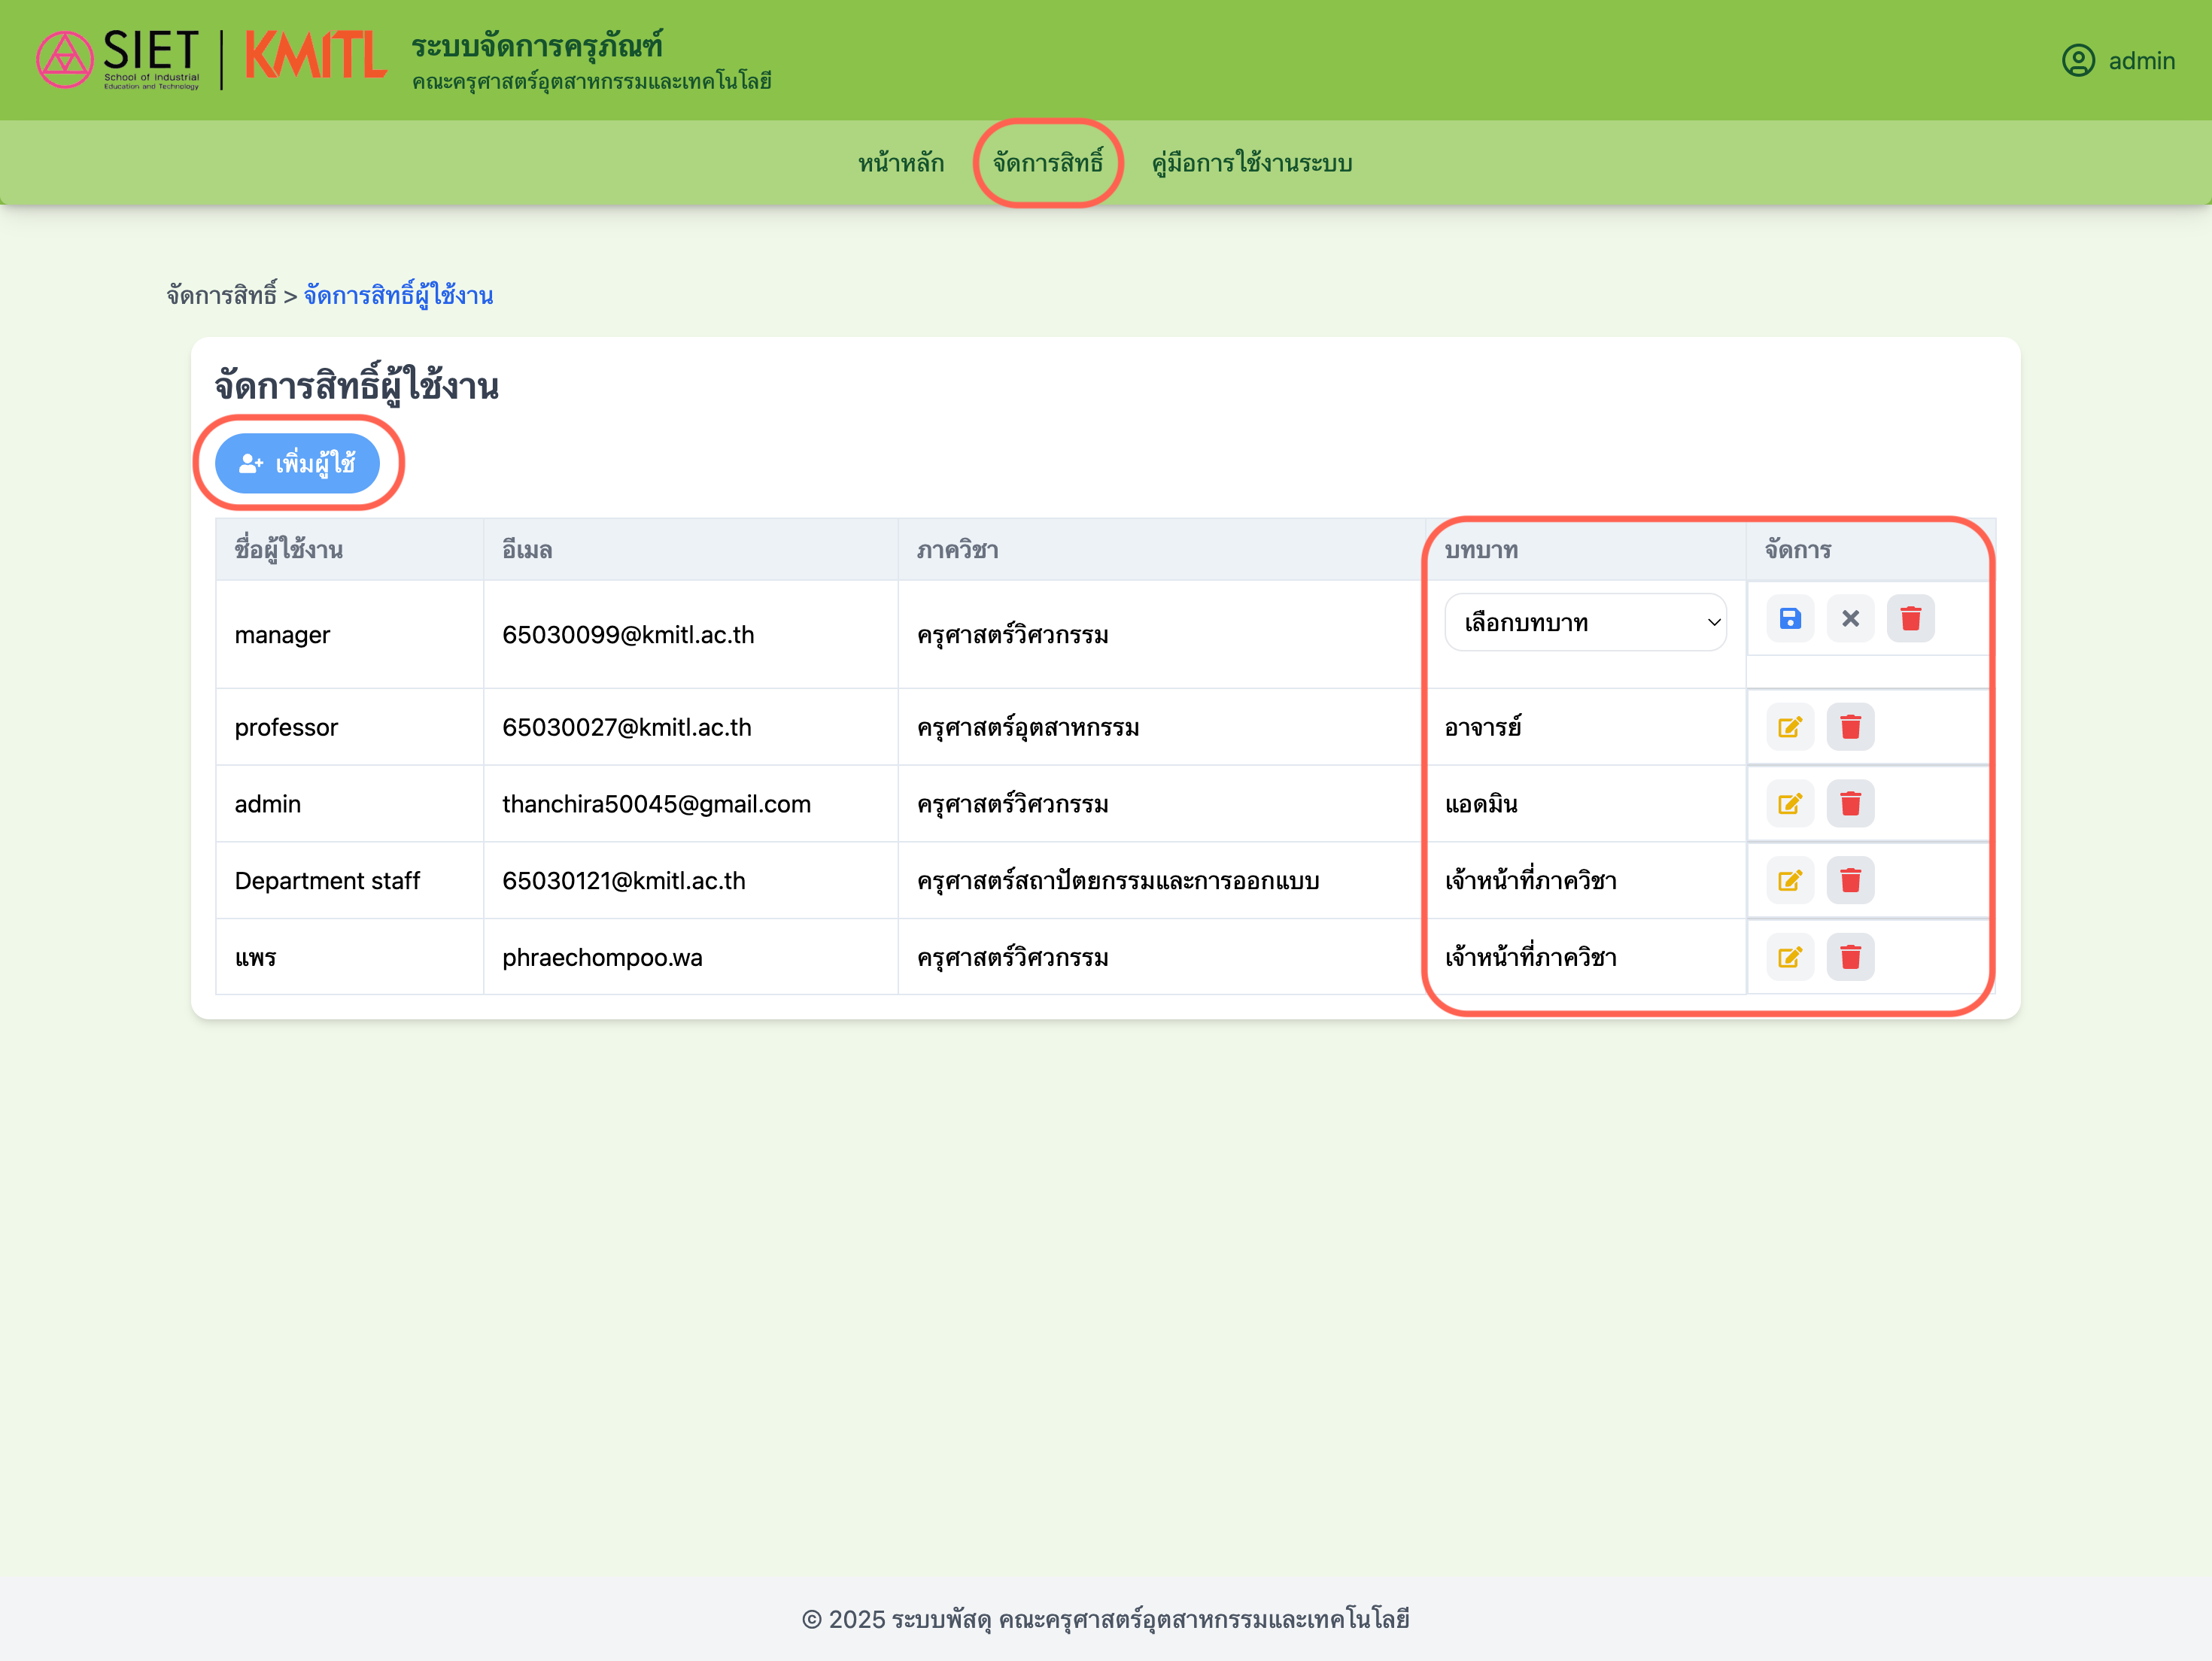 SIET
School of Industrial
Education and Technology
KMITL
ระบบจัดการครุภัณฑ์
คณะครุศาสตร์อุตสาหกรรมและเทคโนโลยี
admin
หน้าหลัก จัดการสิทธิ์ คู่มือการใช้งานระบบ
จัดการสิทธิ์ > จัดการสิทธิ์ผู้ใช้งาน
จัดการสิทธิ์ผู้ใช้งาน
เพิ่มผู้ใช้
ชื่อผู้ใช้งาน อีเมล ภาควิชา บทบาท จัดการ
manager 65030099@kmitl.ac.th ครุศาสตร์วิศวกรรม เลือกบทบาท
professor 65030027@kmitl.ac.th ครุศาสตร์อุตสาหกรรม อาจารย์
admin thanchira50045@gmail.com ครุศาสตร์วิศวกรรม แอดมิน
Department staff 65030121@kmitl.ac.th ครุศาสตร์สถาปัตยกรรมและการออกแบบ เจ้าหน้าที่ภาควิชา
แพร phraechompoo.wa ครุศาสตร์วิศวกรรม เจ้าหน้าที่ภาควิชา
© 2025 ระบบพัสดุ คณะครุศาสตร์อุตสาหกรรมและเทคโนโลยี